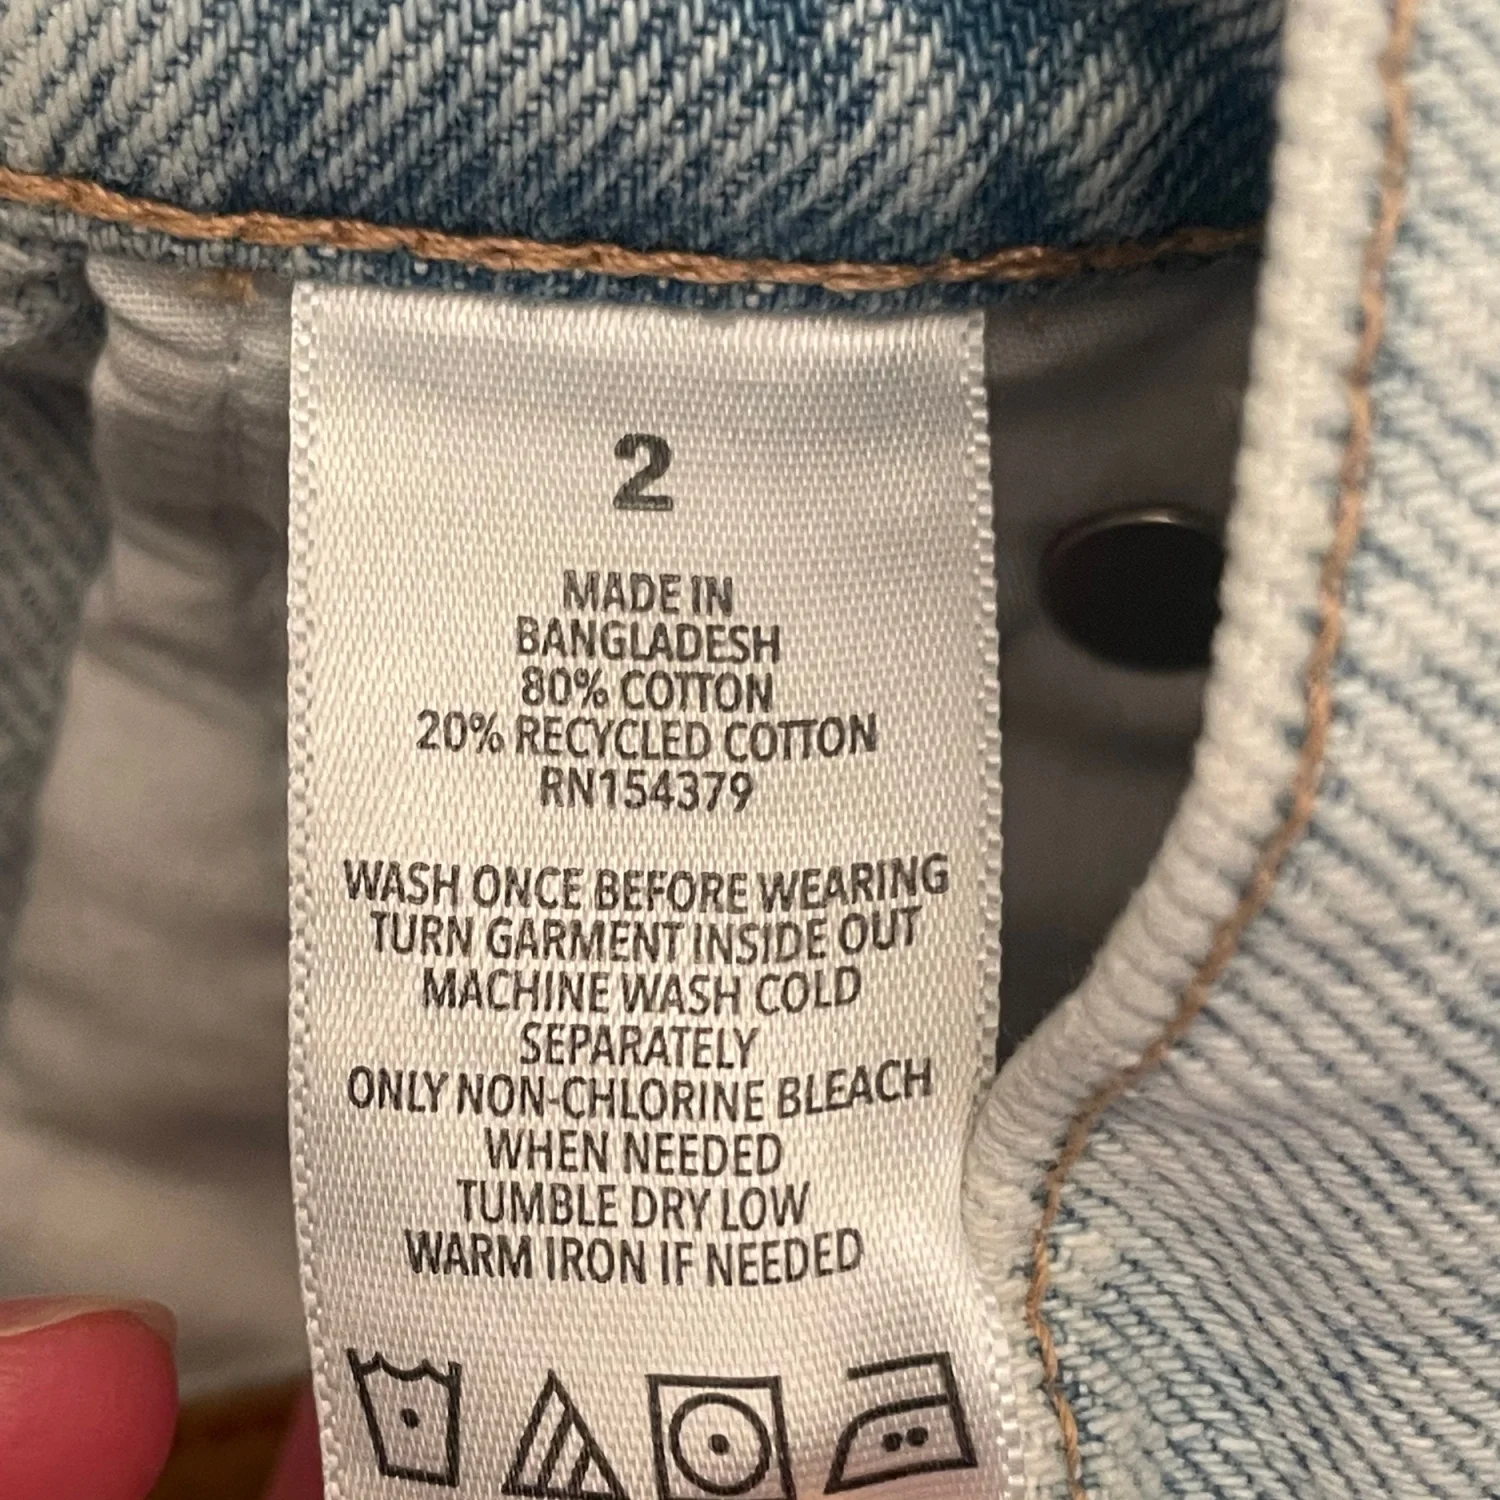 2
MADE IN
BANGLADESH
80% COTTON
20% RECYCLED COTTON
RN154379
WASH ONCE BEFORE WEARING
TURN GARMENT INSIDE OUT
MACHINE WASH COLD
SEPARATELY
ONLY NON-CHLORINE BLEACH
WHEN NEEDED
TUMBLE DRY LOW
WARM IRON IF NEEDED